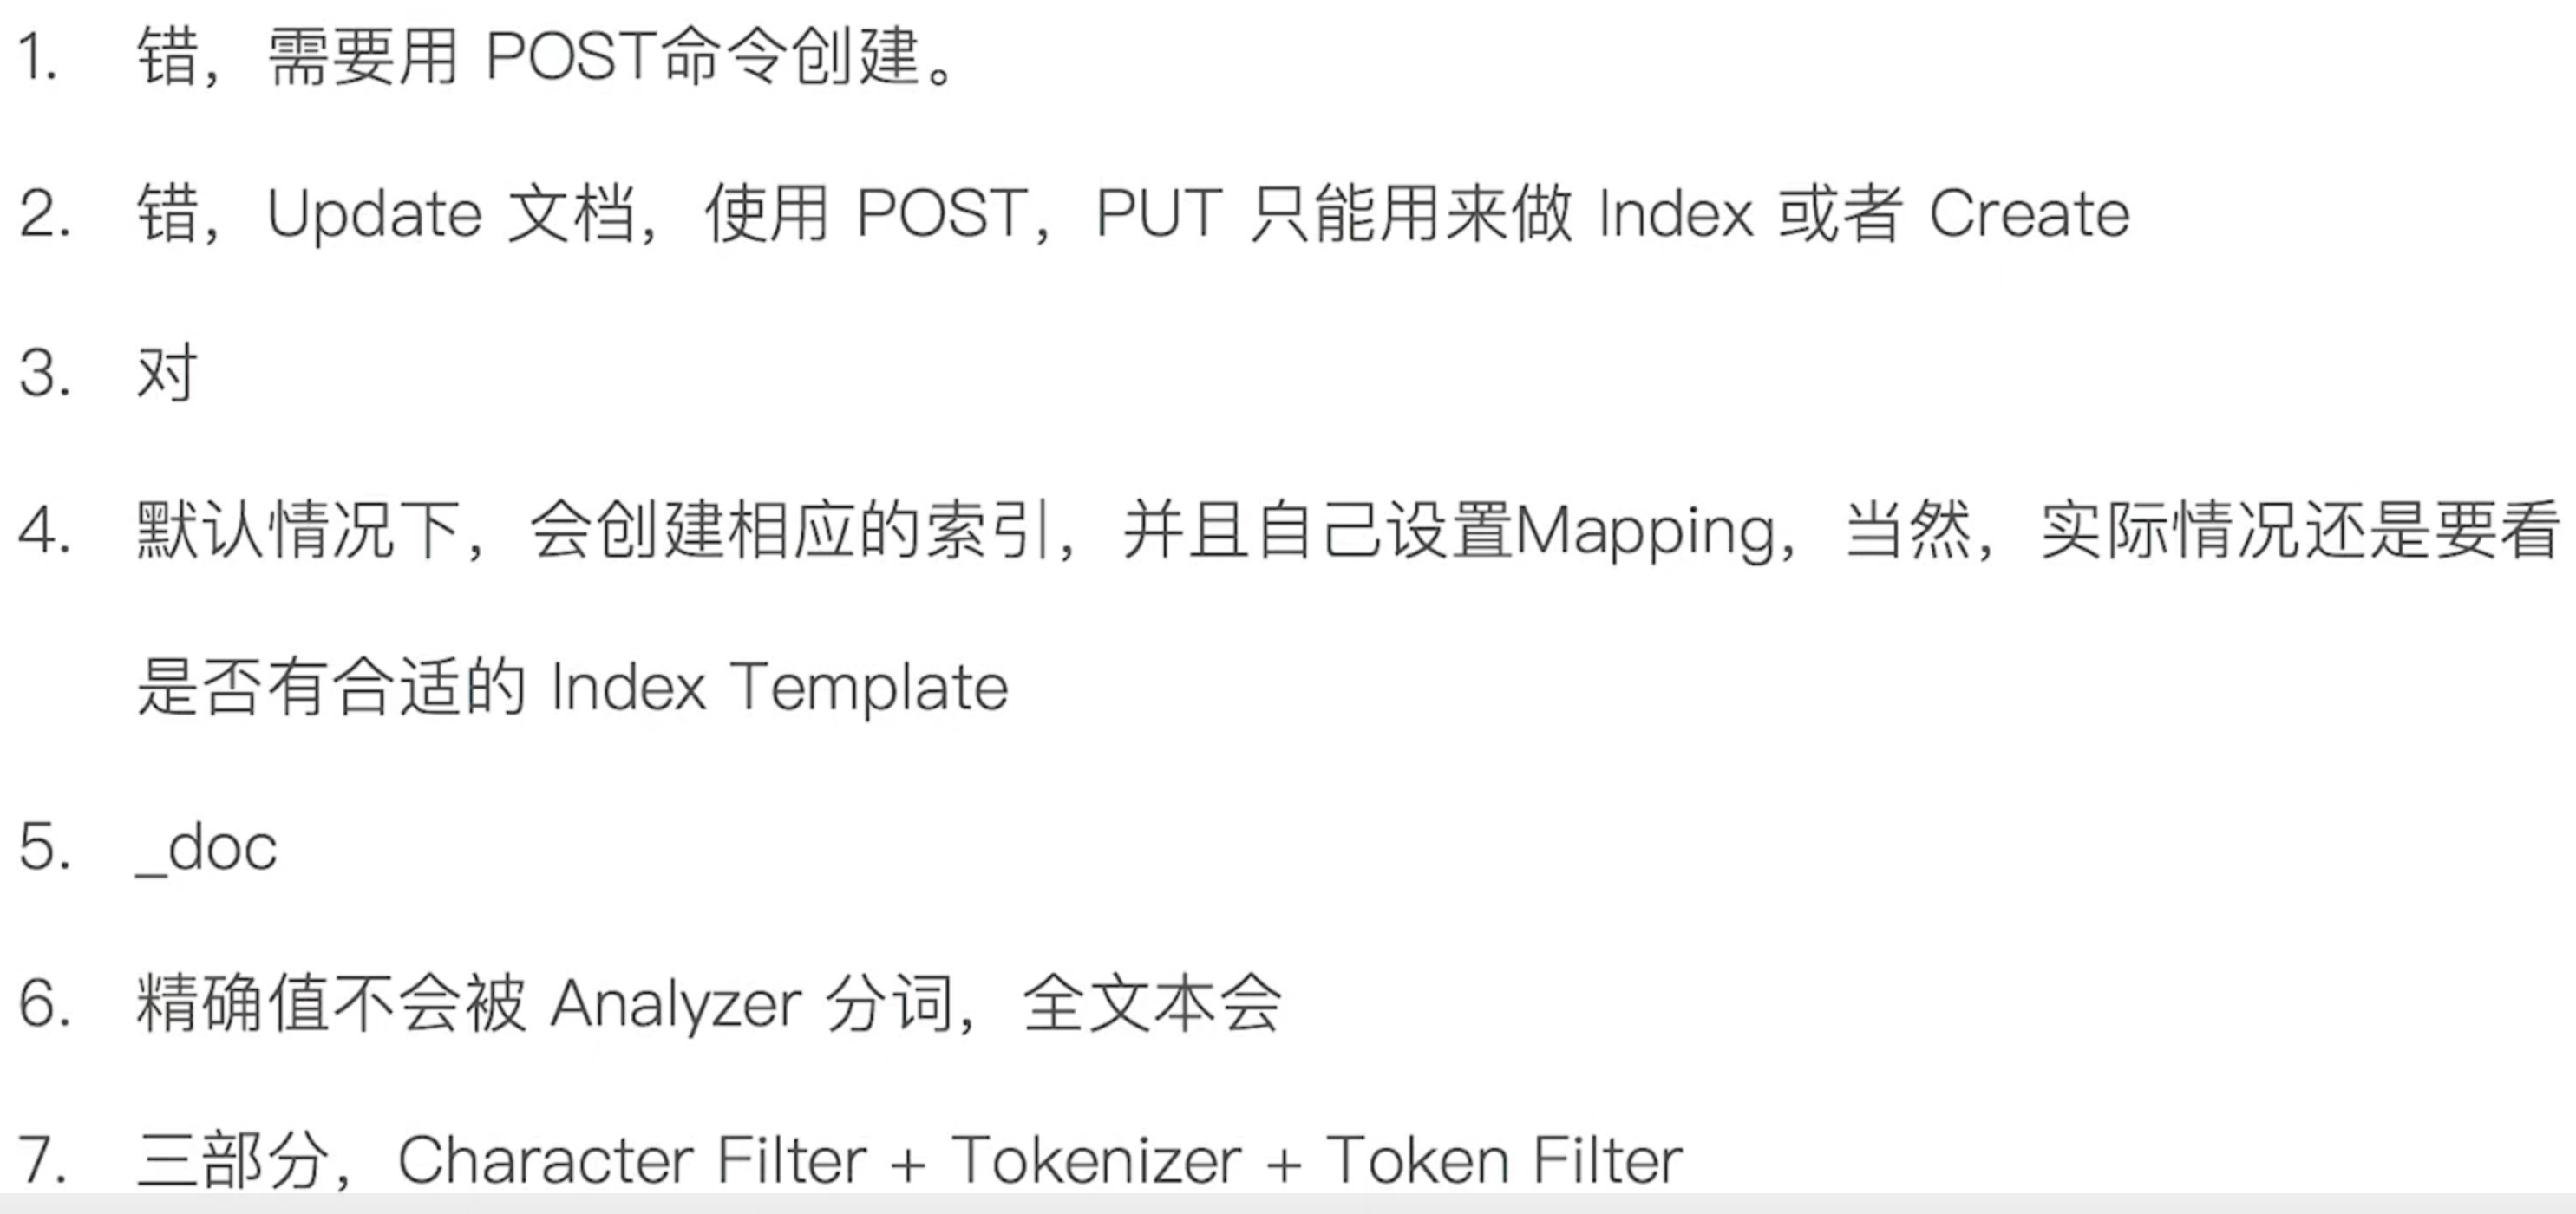 1. 错，需要用 POST命令创建。
2. 错，Update 文档，使用 POST，PUT 只能用来做 Index 或者 Create
3. 对
4. 默认情况下，会创建相应的索引，并且自己设置Mapping，当然，实际情况还是要看
是否有合适的 Index Template
5. _doc
6. 精确值不会被 Analyzer 分词，全文本会
7. 三部分，Character Filter + Tokenizer + Token Filter